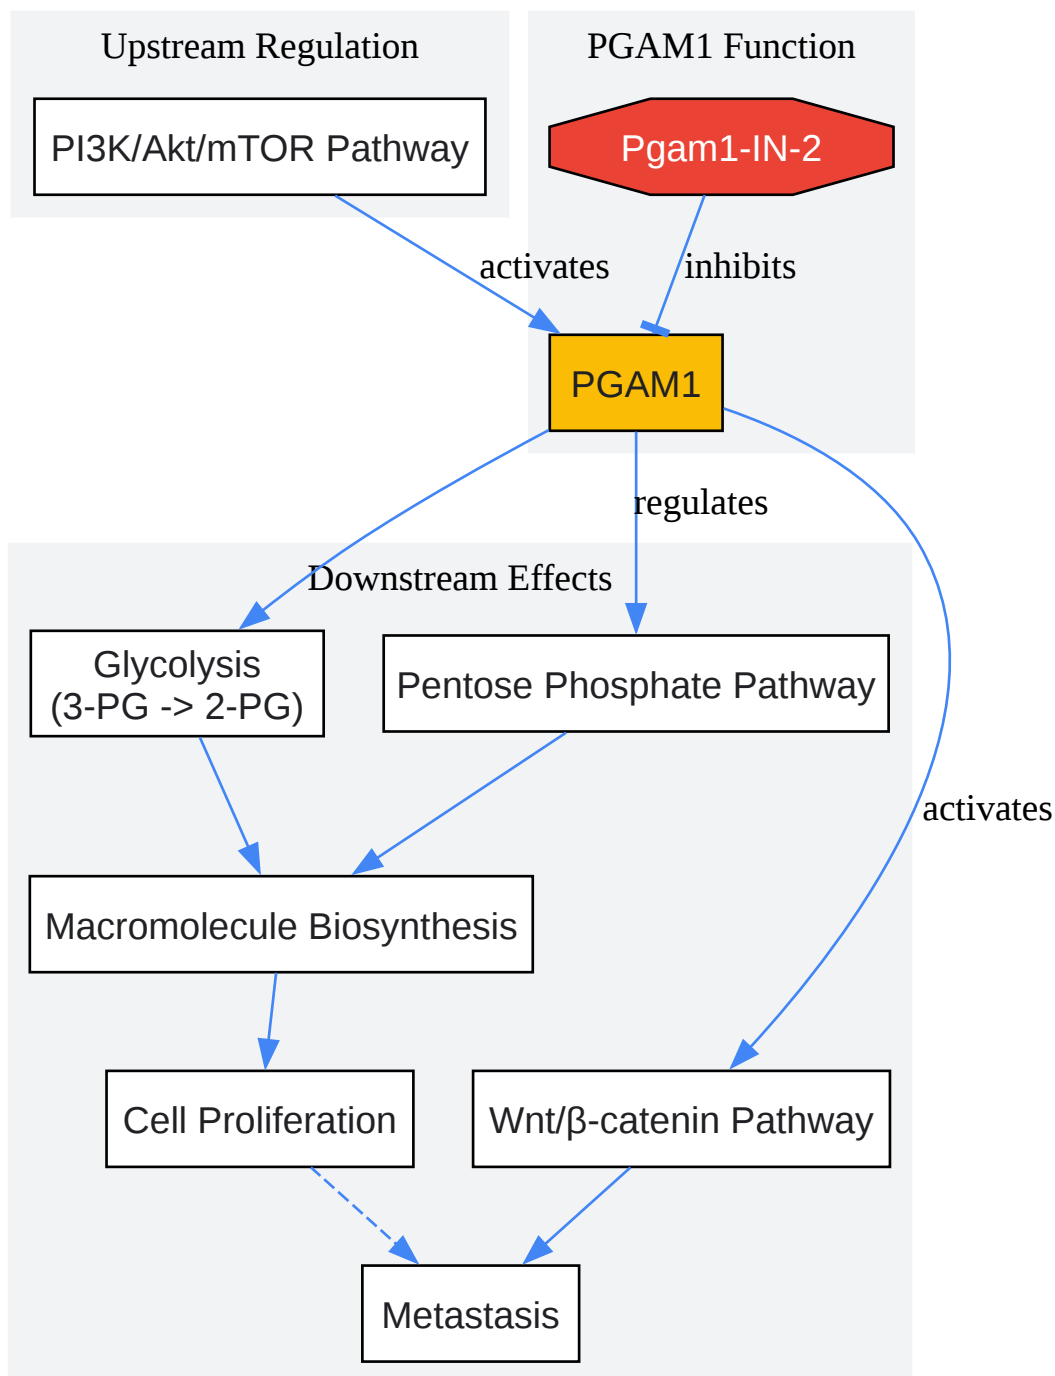 Upstream Regulation
PGAM1 Function
PI3K/Akt/mTOR Pathway
Pgam1-IN-2
activates
inhibits
PGAM1
regulates
Downstream Effects
Glycolysis
(3-PG -> 2-PG)
Pentose Phosphate Pathway
activates
Macromolecule Biosynthesis
Cell Proliferation
Wnt/β-catenin Pathway
Metastasis